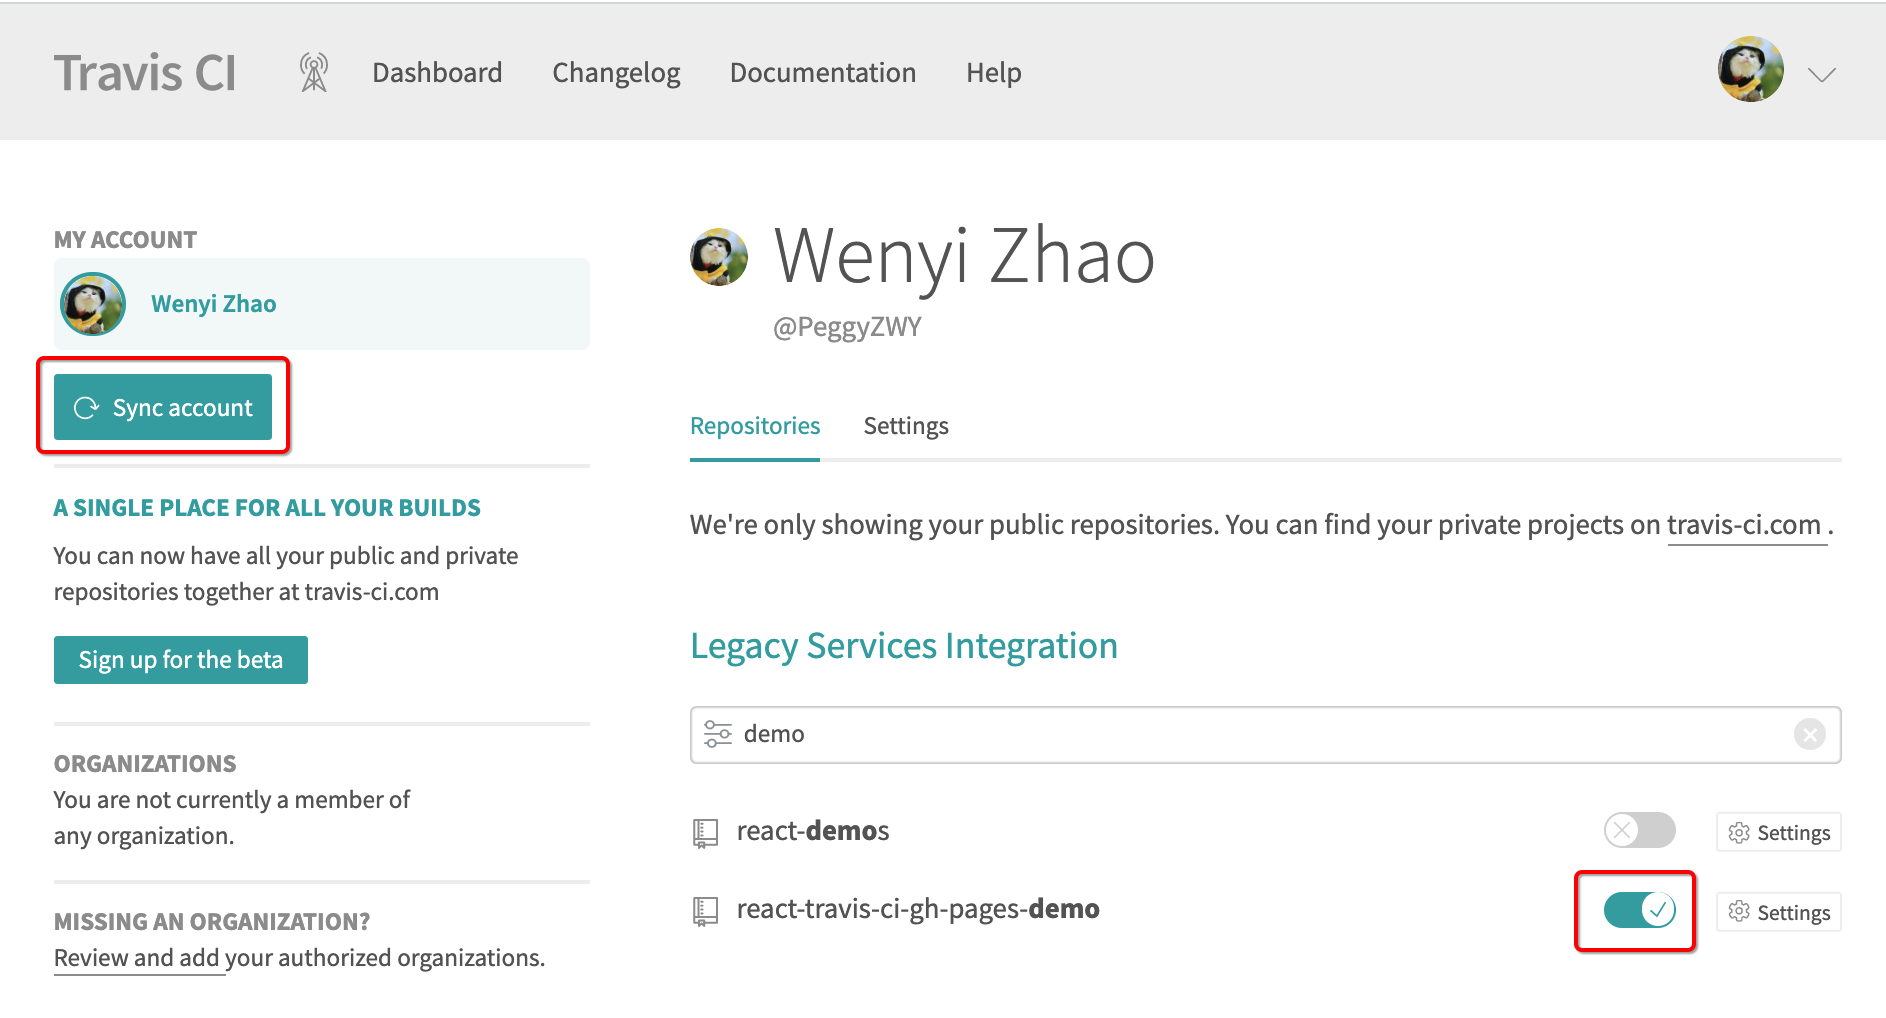 Travis CI
Dashboard
Changelog
Documentation
Help
MY ACCOUNT
Wenyi Zhao
Sync account
A SINGLE PLACE FOR ALL YOUR BUILDS
You can now have all your public and private
repositories together at travis-ci.com
Sign up for the beta
ORGANIZATIONS
You are not currently a member of
any organization.
MISSING AN ORGANIZATION?
Review and add your authorized organizations.
Wenyi Zhao
@PeggyZWY
Repositories
Settings
We're only showing your public repositories. You can find your private projects on travis-ci.com .
Legacy Services Integration
demo
react-demos
Settings
react-travis-ci-gh-pages-demo
Settings